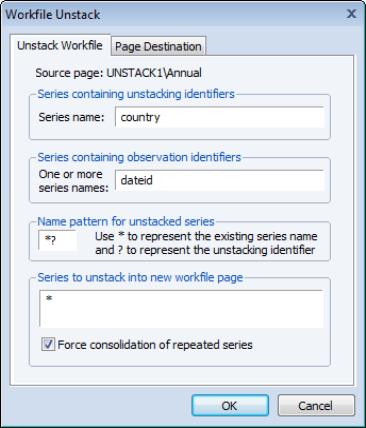 Workfile Unstack
Unstack Workfile
Page Destination
Source page: UNSTACK1\Annual
Series containing unstacking identifiers
Series name: country
Series containing observation identifiers
One or more
series names: dateid
Name pattern for unstacked series
*? Use * to represent the existing series name
and ? to represent the unstacking identifier
Series to unstack into new workfile page
*
Force consolidation of repeated series
OK
Cancel